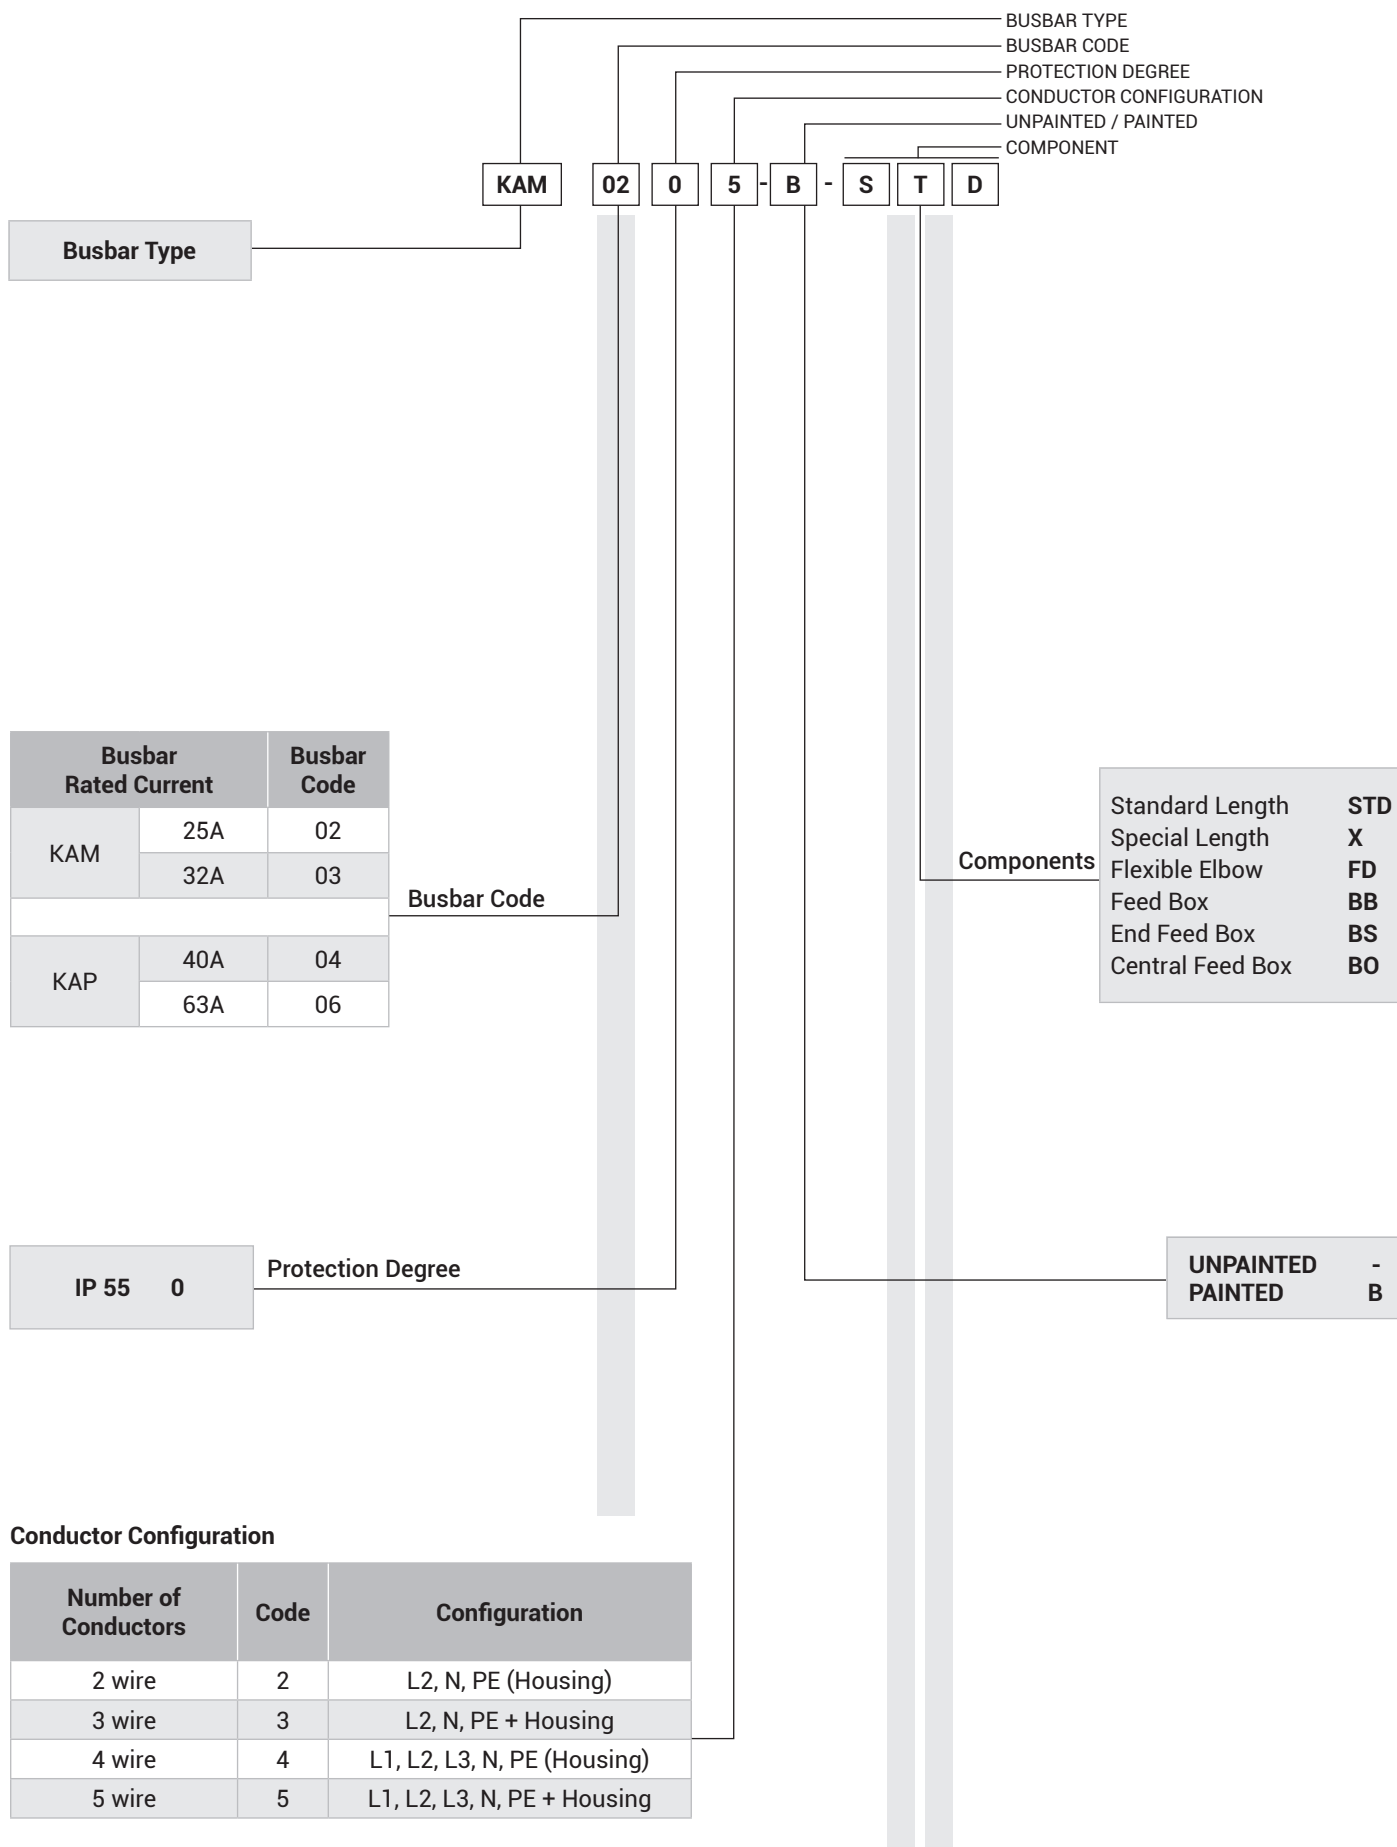 BUSBAR TYPE
BUSBAR CODE
PROTECTION DEGREE
CONDUCTOR CONFIGURATION
UNPAINTED / PAINTED
COMPONENT
KAM 02 0 5 - B - S T D
Busbar Type
Busbar Rated Current Busbar Code
KAM 25A 02
32A 03
KAP 40A 04
63A 06
Busbar Code
Components
Standard Length STD
Special Length X
Flexible Elbow FD
Feed Box BB
End Feed Box BS
Central Feed Box BO
IP 55 0
Protection Degree
UNPAINTED -
PAINTED B
Conductor Configuration
Number of Conductors Code Configuration
2 wire 2 L2, N, PE (Housing)
3 wire 3 L2, N, PE + Housing
4 wire 4 L1, L2, L3, N, PE (Housing)
5 wire 5 L1, L2, L3, N, PE + Housing